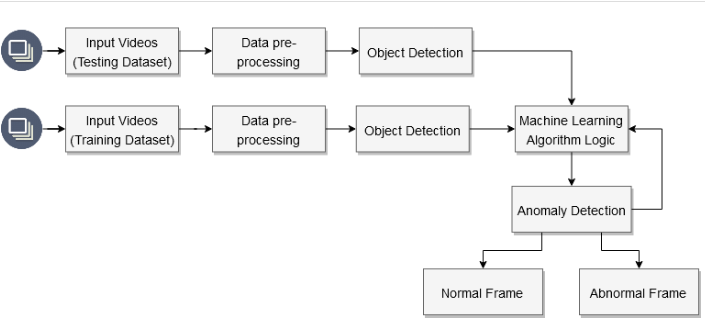 Input Videos
(Testing Dataset)
Data pre-
processing
Object Detection
Input Videos
(Training Dataset)
Data pre-
processing
Object Detection
Machine Learning
Algorithm Logic
Anomaly Detection
Normal Frame
Abnormal Frame